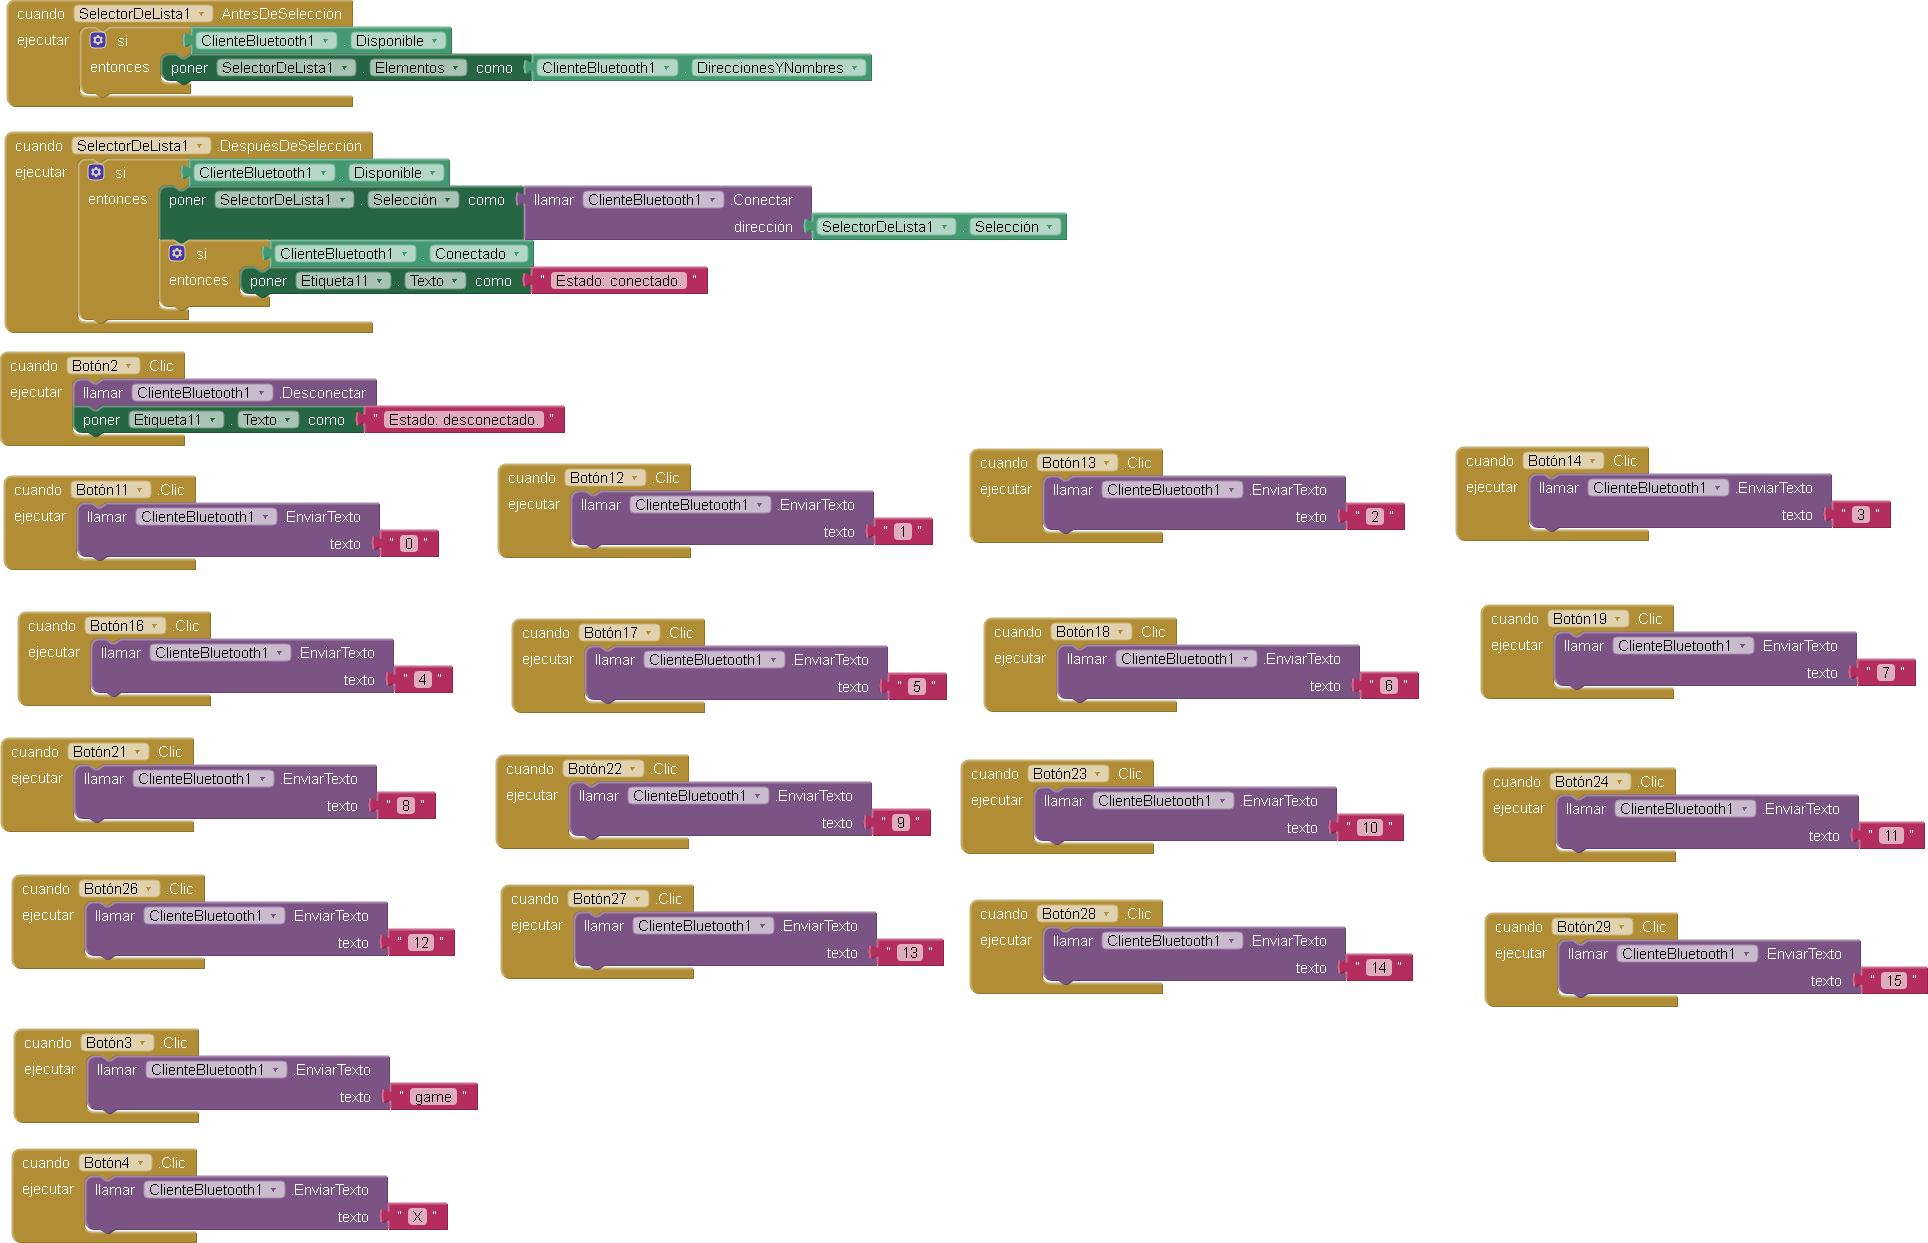 cuando SelectorDeLista1 .AntesDeSelección
ejecutar si ClienteBluetooth1 . Disponible
entonces poner SelectorDeLista1 . Elementos como ClienteBluetooth1 . DireccionesYNombres
cuando SelectorDeLista1 .DespuésDeSelección
ejecutar si ClienteBluetooth1 . Disponible
entonces poner SelectorDeLista1 . Selección como llamar ClienteBluetooth1 .Conectar
dirección SelectorDeLista1 . Selección
si ClienteBluetooth1 . Conectado
entonces poner Etiqueta11 . Texto como " Estado: conectado. "
cuando Botón2 .Clic
ejecutar llamar ClienteBluetooth1 .Desconectar
poner Etiqueta11 . Texto como " Estado: desconectado. "
cuando Botón11 .Clic
ejecutar llamar ClienteBluetooth1 .EnviarTexto
texto " 0 "
cuando Botón12 .Clic
ejecutar llamar ClienteBluetooth1 .EnviarTexto
texto " 1 "
cuando Botón13 .Clic
ejecutar llamar ClienteBluetooth1 .EnviarTexto
texto " 2 "
cuando Botón14 .Clic
ejecutar llamar ClienteBluetooth1 .EnviarTexto
texto " 3 "
cuando Botón16 .Clic
ejecutar llamar ClienteBluetooth1 .EnviarTexto
texto " 4 "
cuando Botón17 .Clic
ejecutar llamar ClienteBluetooth1 .EnviarTexto
texto " 5 "
cuando Botón18 .Clic
ejecutar llamar ClienteBluetooth1 .EnviarTexto
texto " 6 "
cuando Botón19 .Clic
ejecutar llamar ClienteBluetooth1 .EnviarTexto
texto " 7 "
cuando Botón21 .Clic
ejecutar llamar ClienteBluetooth1 .EnviarTexto
texto " 8 "
cuando Botón22 .Clic
ejecutar llamar ClienteBluetooth1 .EnviarTexto
texto " 9 "
cuando Botón23 .Clic
ejecutar llamar ClienteBluetooth1 .EnviarTexto
texto " 10 "
cuando Botón24 .Clic
ejecutar llamar ClienteBluetooth1 .EnviarTexto
texto " 11 "
cuando Botón26 .Clic
ejecutar llamar ClienteBluetooth1 .EnviarTexto
texto " 12 "
cuando Botón27 .Clic
ejecutar llamar ClienteBluetooth1 .EnviarTexto
texto " 13 "
cuando Botón28 .Clic
ejecutar llamar ClienteBluetooth1 .EnviarTexto
texto " 14 "
cuando Botón29 .Clic
ejecutar llamar ClienteBluetooth1 .EnviarTexto
texto " 15 "
cuando Botón3 .Clic
ejecutar llamar ClienteBluetooth1 .EnviarTexto
texto " game "
cuando Botón4 .Clic
ejecutar llamar ClienteBluetooth1 .EnviarTexto
texto " X "